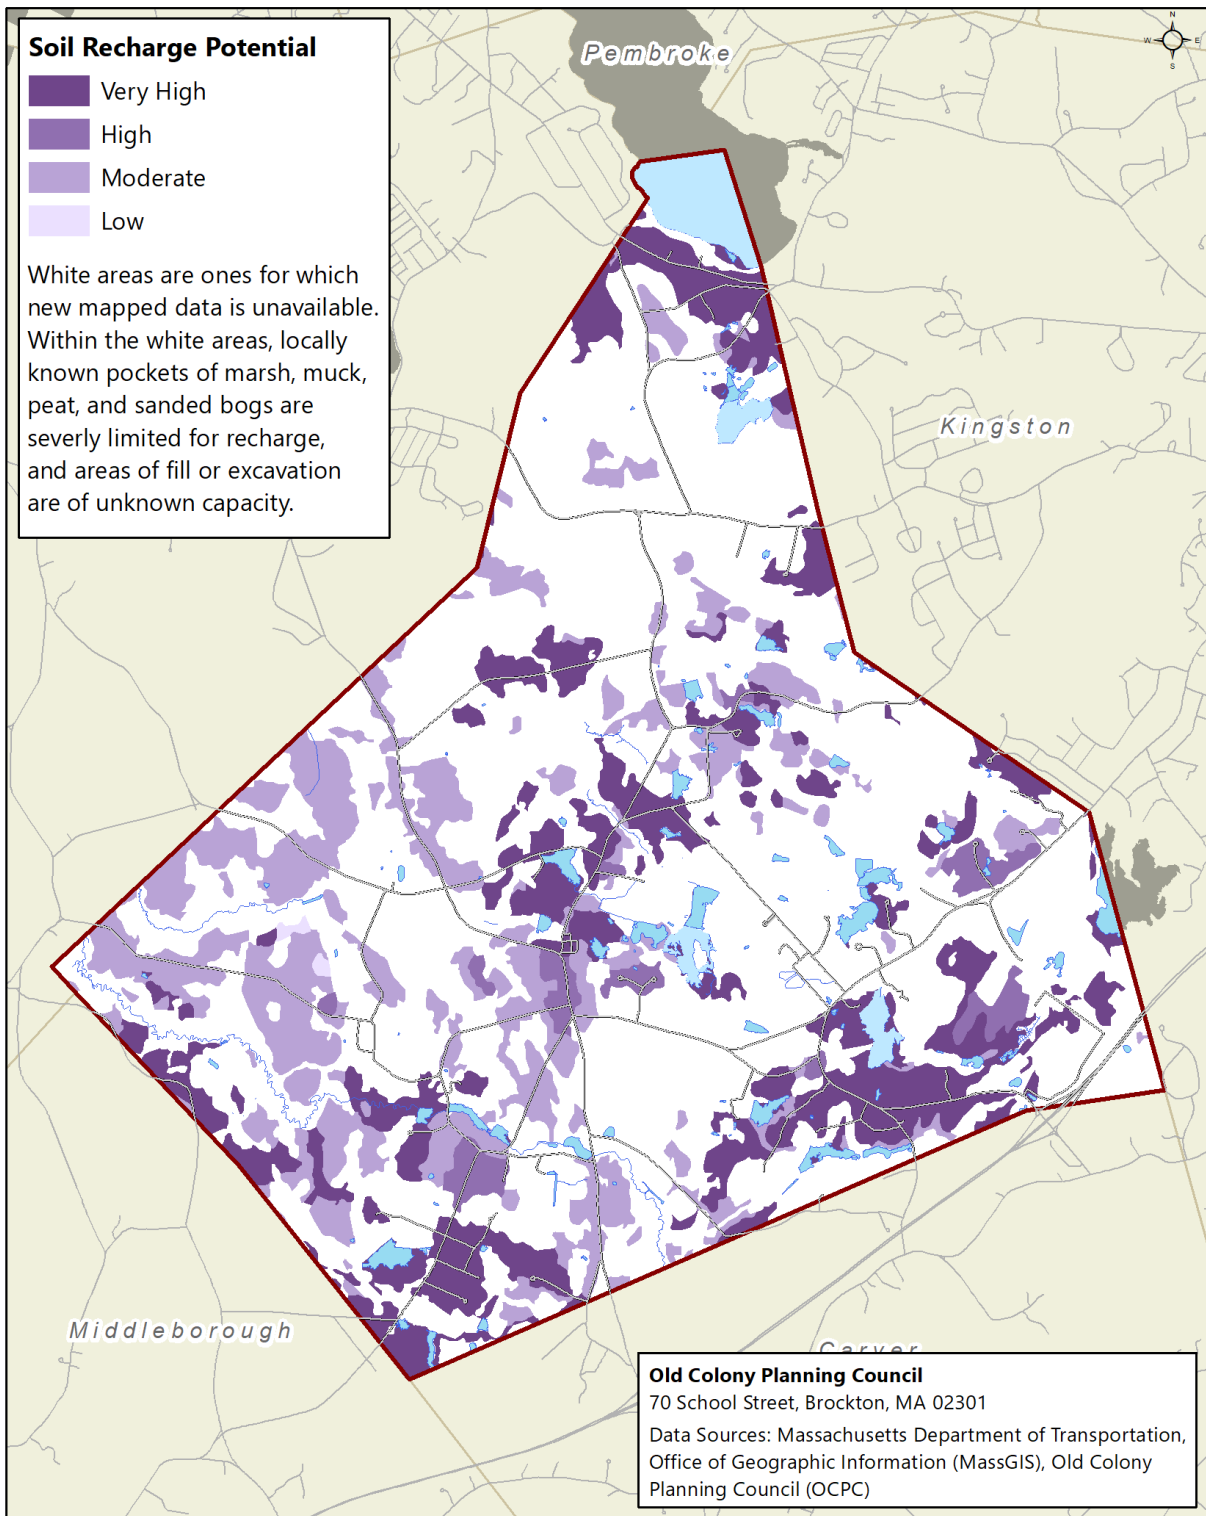 Soil Recharge Potential
Very High
High
Moderate
Low
White areas are ones for which
new mapped data is unavailable.
Within the white areas, locally
known pockets of marsh, muck,
peat, and sanded bogs are
severly limited for recharge,
and areas of fill or excavation
are of unknown capacity.
Pembroke
N
W
E
S
Kingston
Middleborough
Carver
Old Colony Planning Council
70 School Street, Brockton, MA 02301
Data Sources: Massachusetts Department of Transportation,
Office of Geographic Information (MassGIS), Old Colony
Planning Council (OCPC)